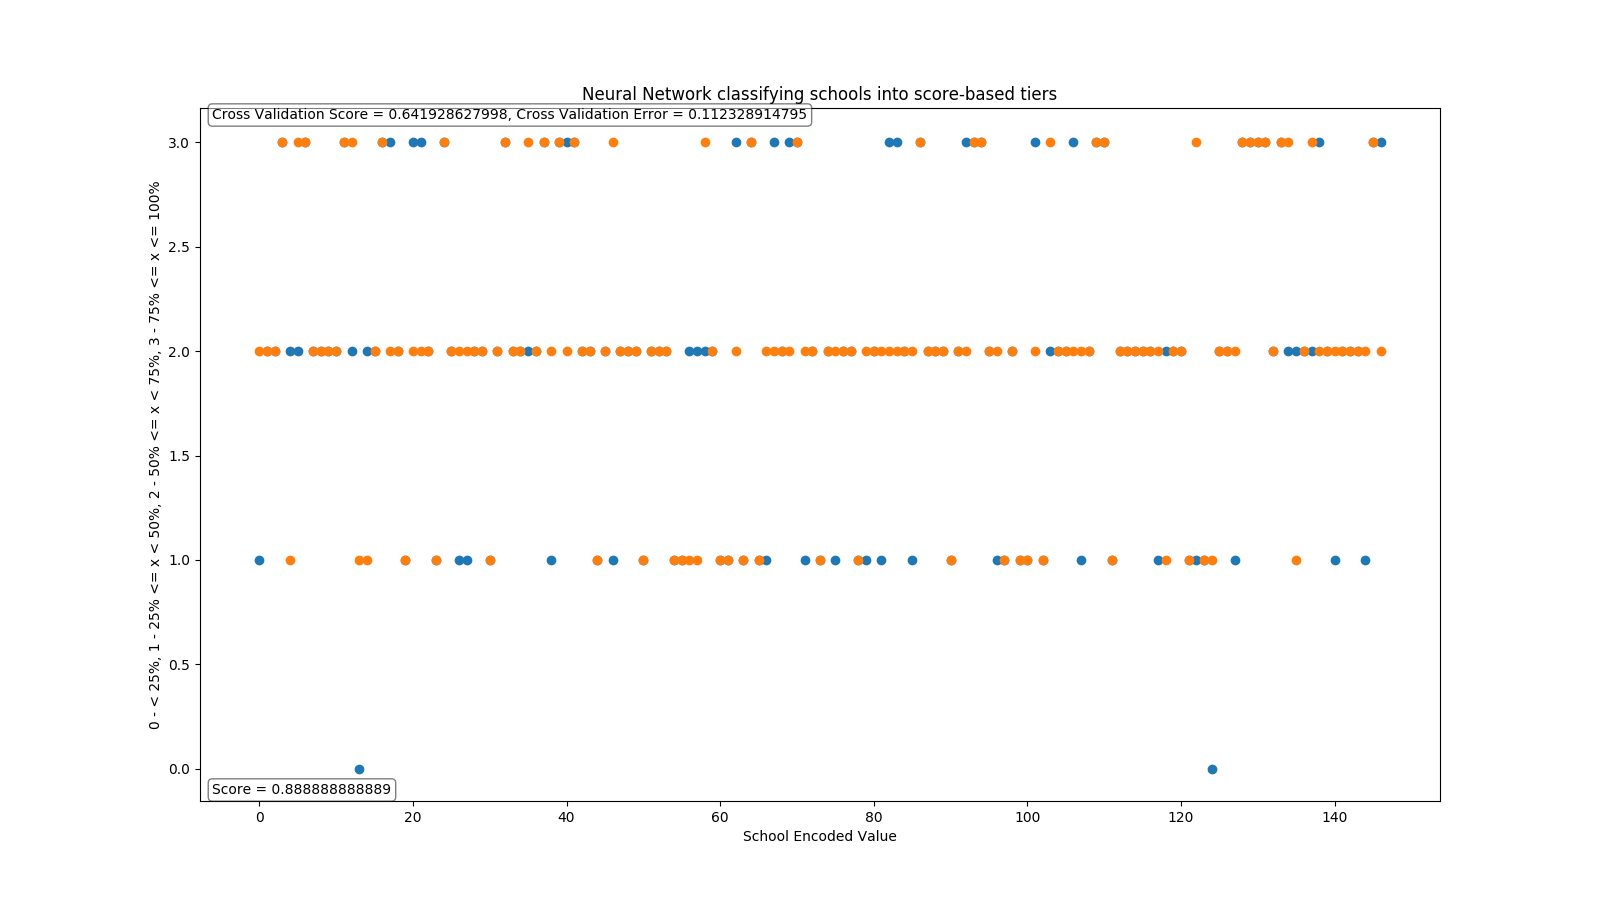 Neural Network classifying schools into score-based tiers
Cross Validation Score = 0.641928627998, Cross Validation Error = 0.112328914795
3.0
2.5
2.0
1.5
1.0
0.5
0.0
0 - < 25%, 1 - 25% <= x < 50%, 2 - 50% <= x < 75%, 3 - 75% <= x <= 100%
Score = 0.888888888889
0 20 40 60 80 100 120 140
School Encoded Value